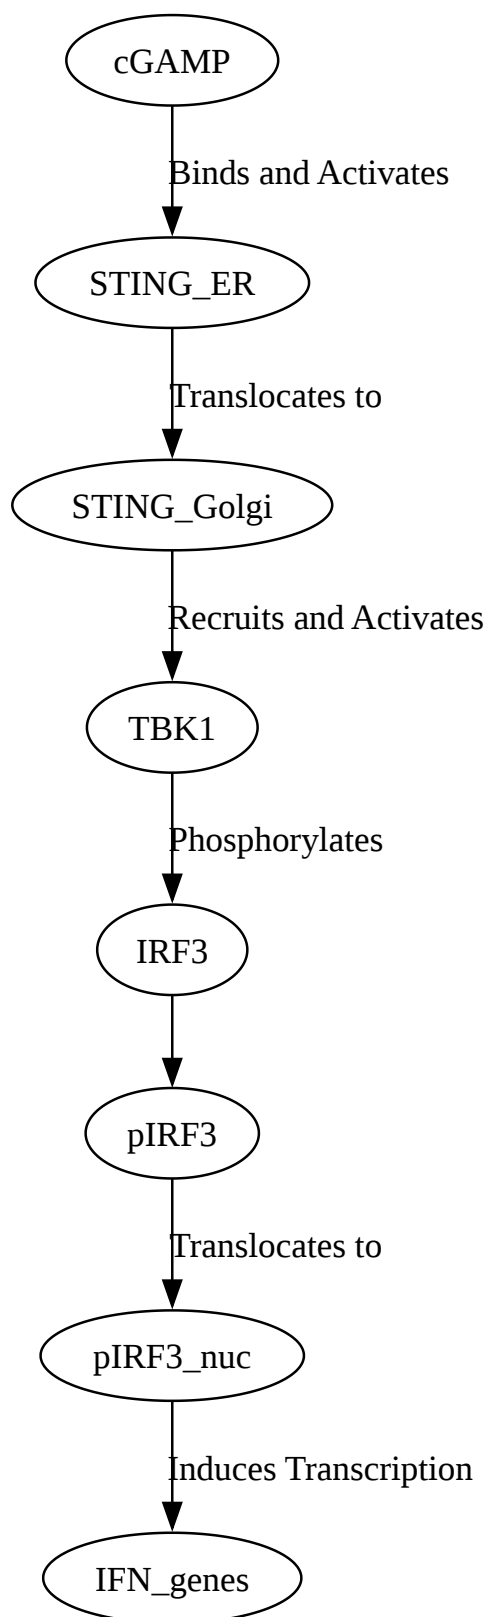 cGAMP
Binds and Activates
STING_ER
Translocates to
STING_Golgi
Recruits and Activates
TBK1
Phosphorylates
IRF3
pIRF3
Translocates to
pIRF3_nuc
Induces Transcription
IFN_genes